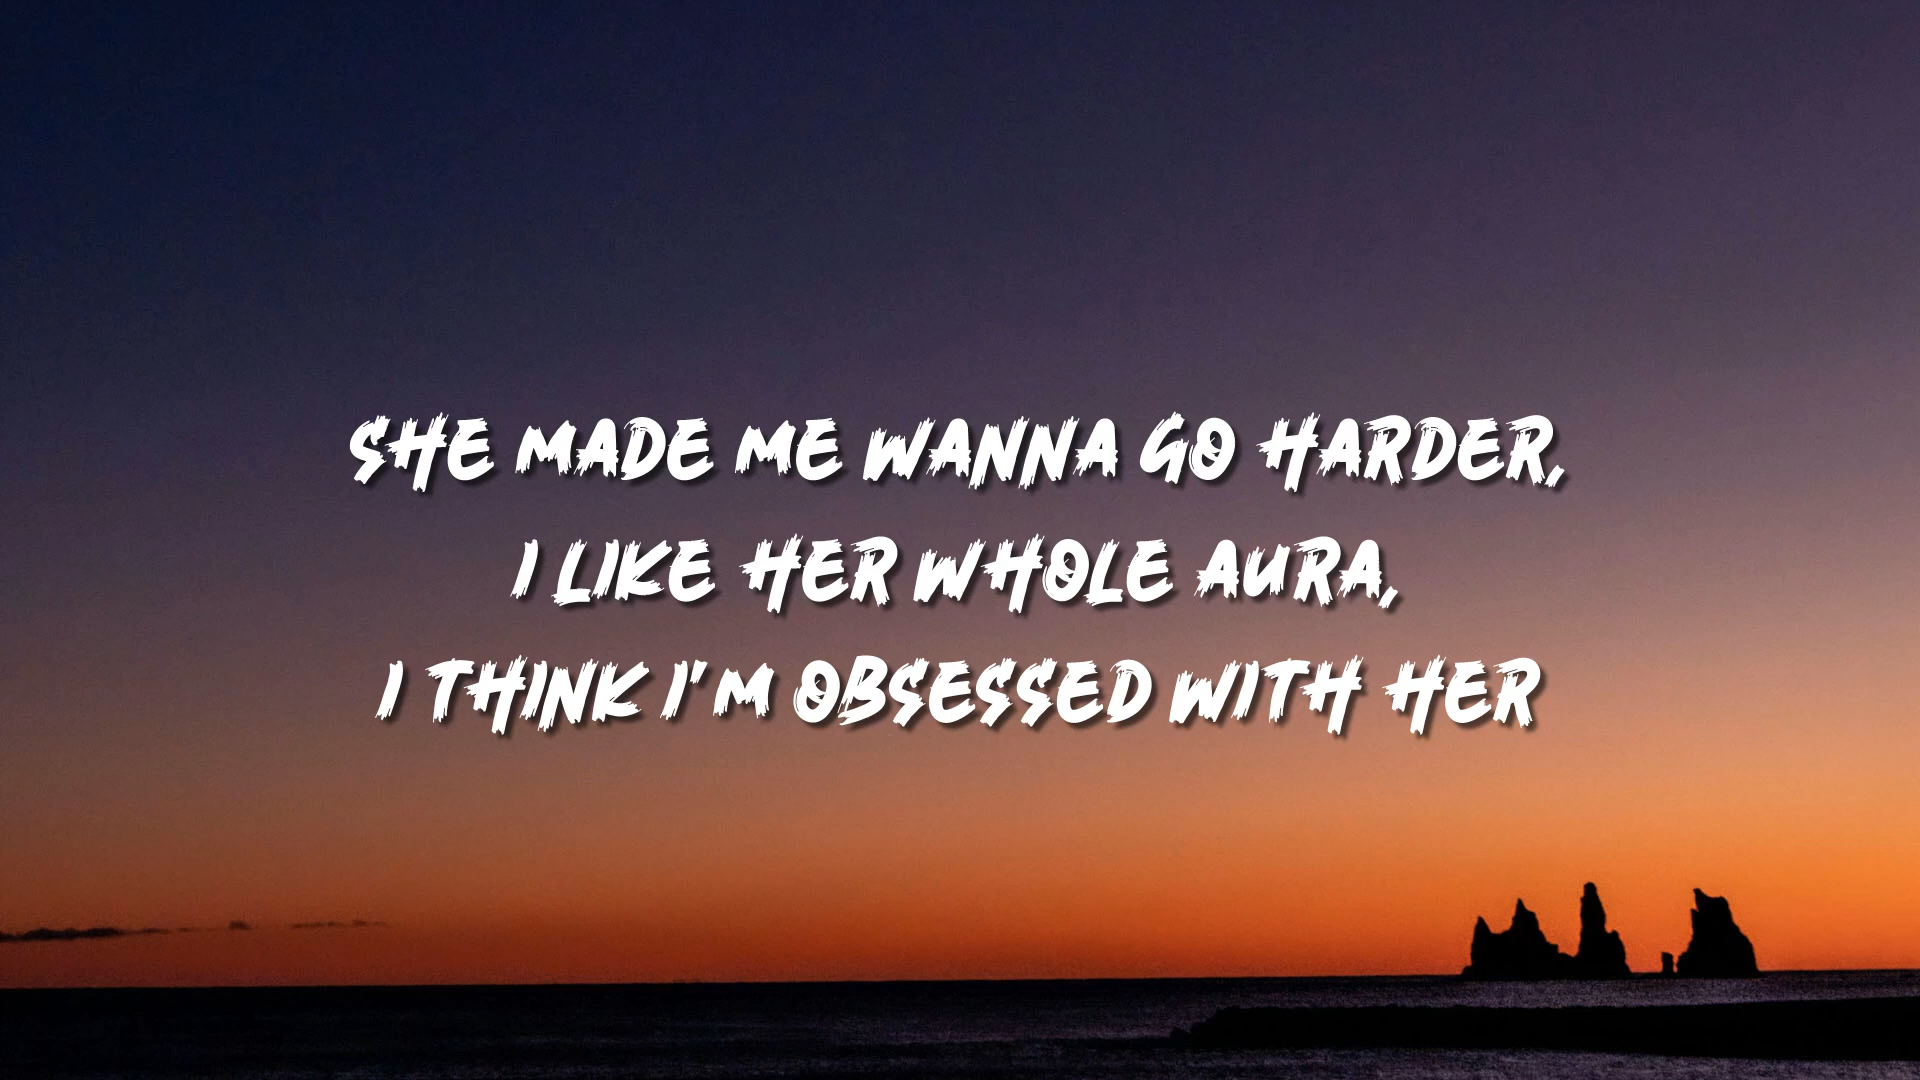 SHE MADE ME WANNA GO HARDER,
I LIKE HER WHOLE AURA,
I THINK I'M OBSESSED WITH HER